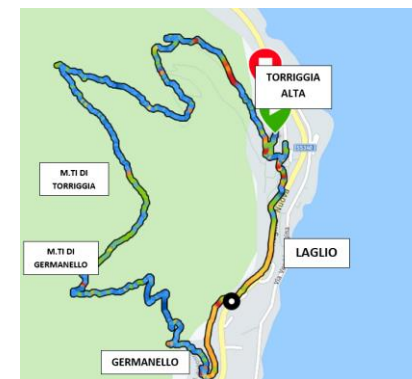 TORRIGGIA
ALTA
M.TI DI
TORRIGGIA
M.TI DI
GERMANELLO
LAGLIO
GERMANELLO